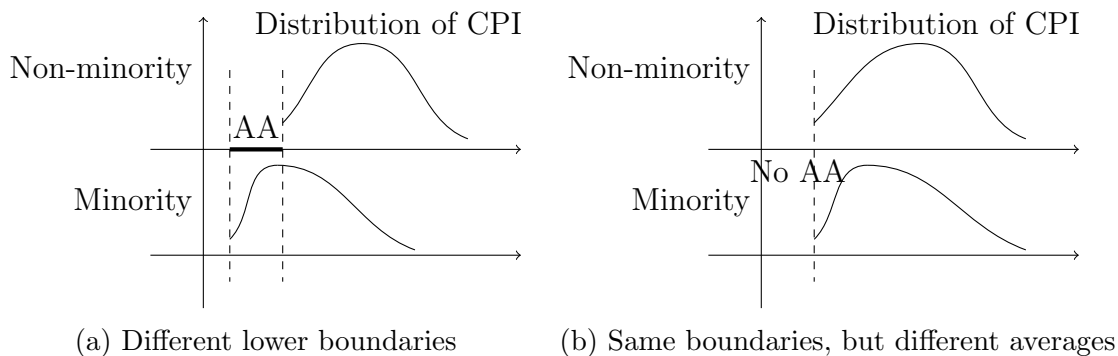 Distribution of CPI
Non-minority
AA
Minority
(a) Different lower boundaries
Distribution of CPI
Non-minority
No AA
Minority
(b) Same boundaries, but different averages